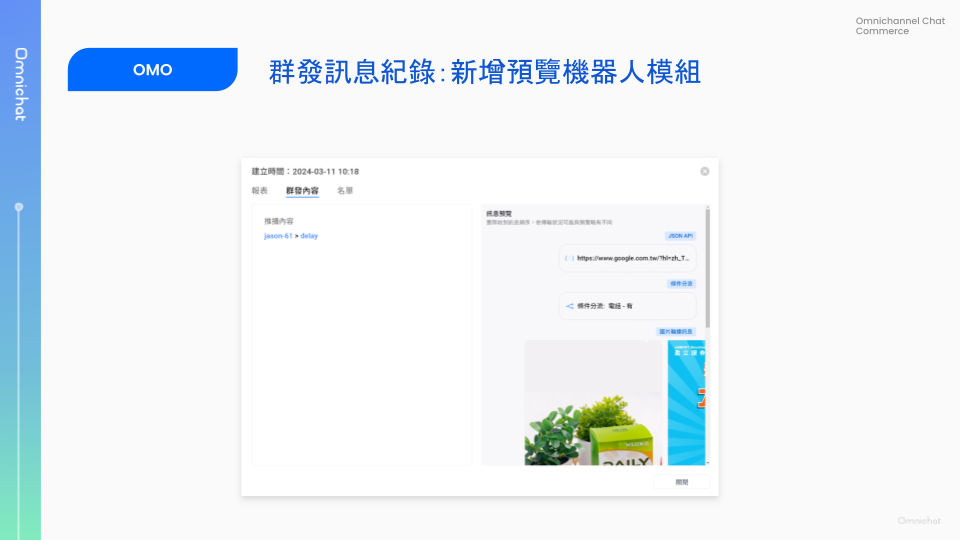 Omnichannel Chat
Commerce
Omnichat
OMO
群發訊息紀錄:新增預覽機器人模組
建立時間：2024-03-11 10:18
報表 群發內容 名單
推播內容
jason-61 > delay
訊息預覽
JSON API
https://www.google.com.tw/?hl=zh_T...
條件分流
條件分流: 電話 - 有
圖片輪播訊息
DAILY
關閉
Omnichat